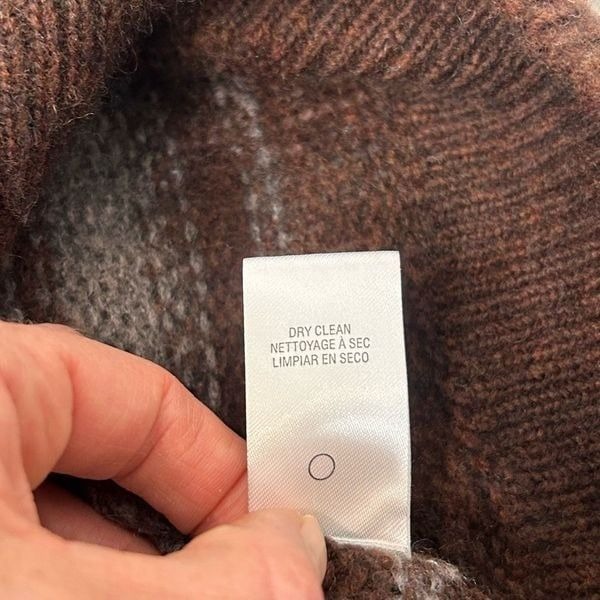 DRY CLEAN
NETTOYAGE À SEC
LIMPIAR EN SECO